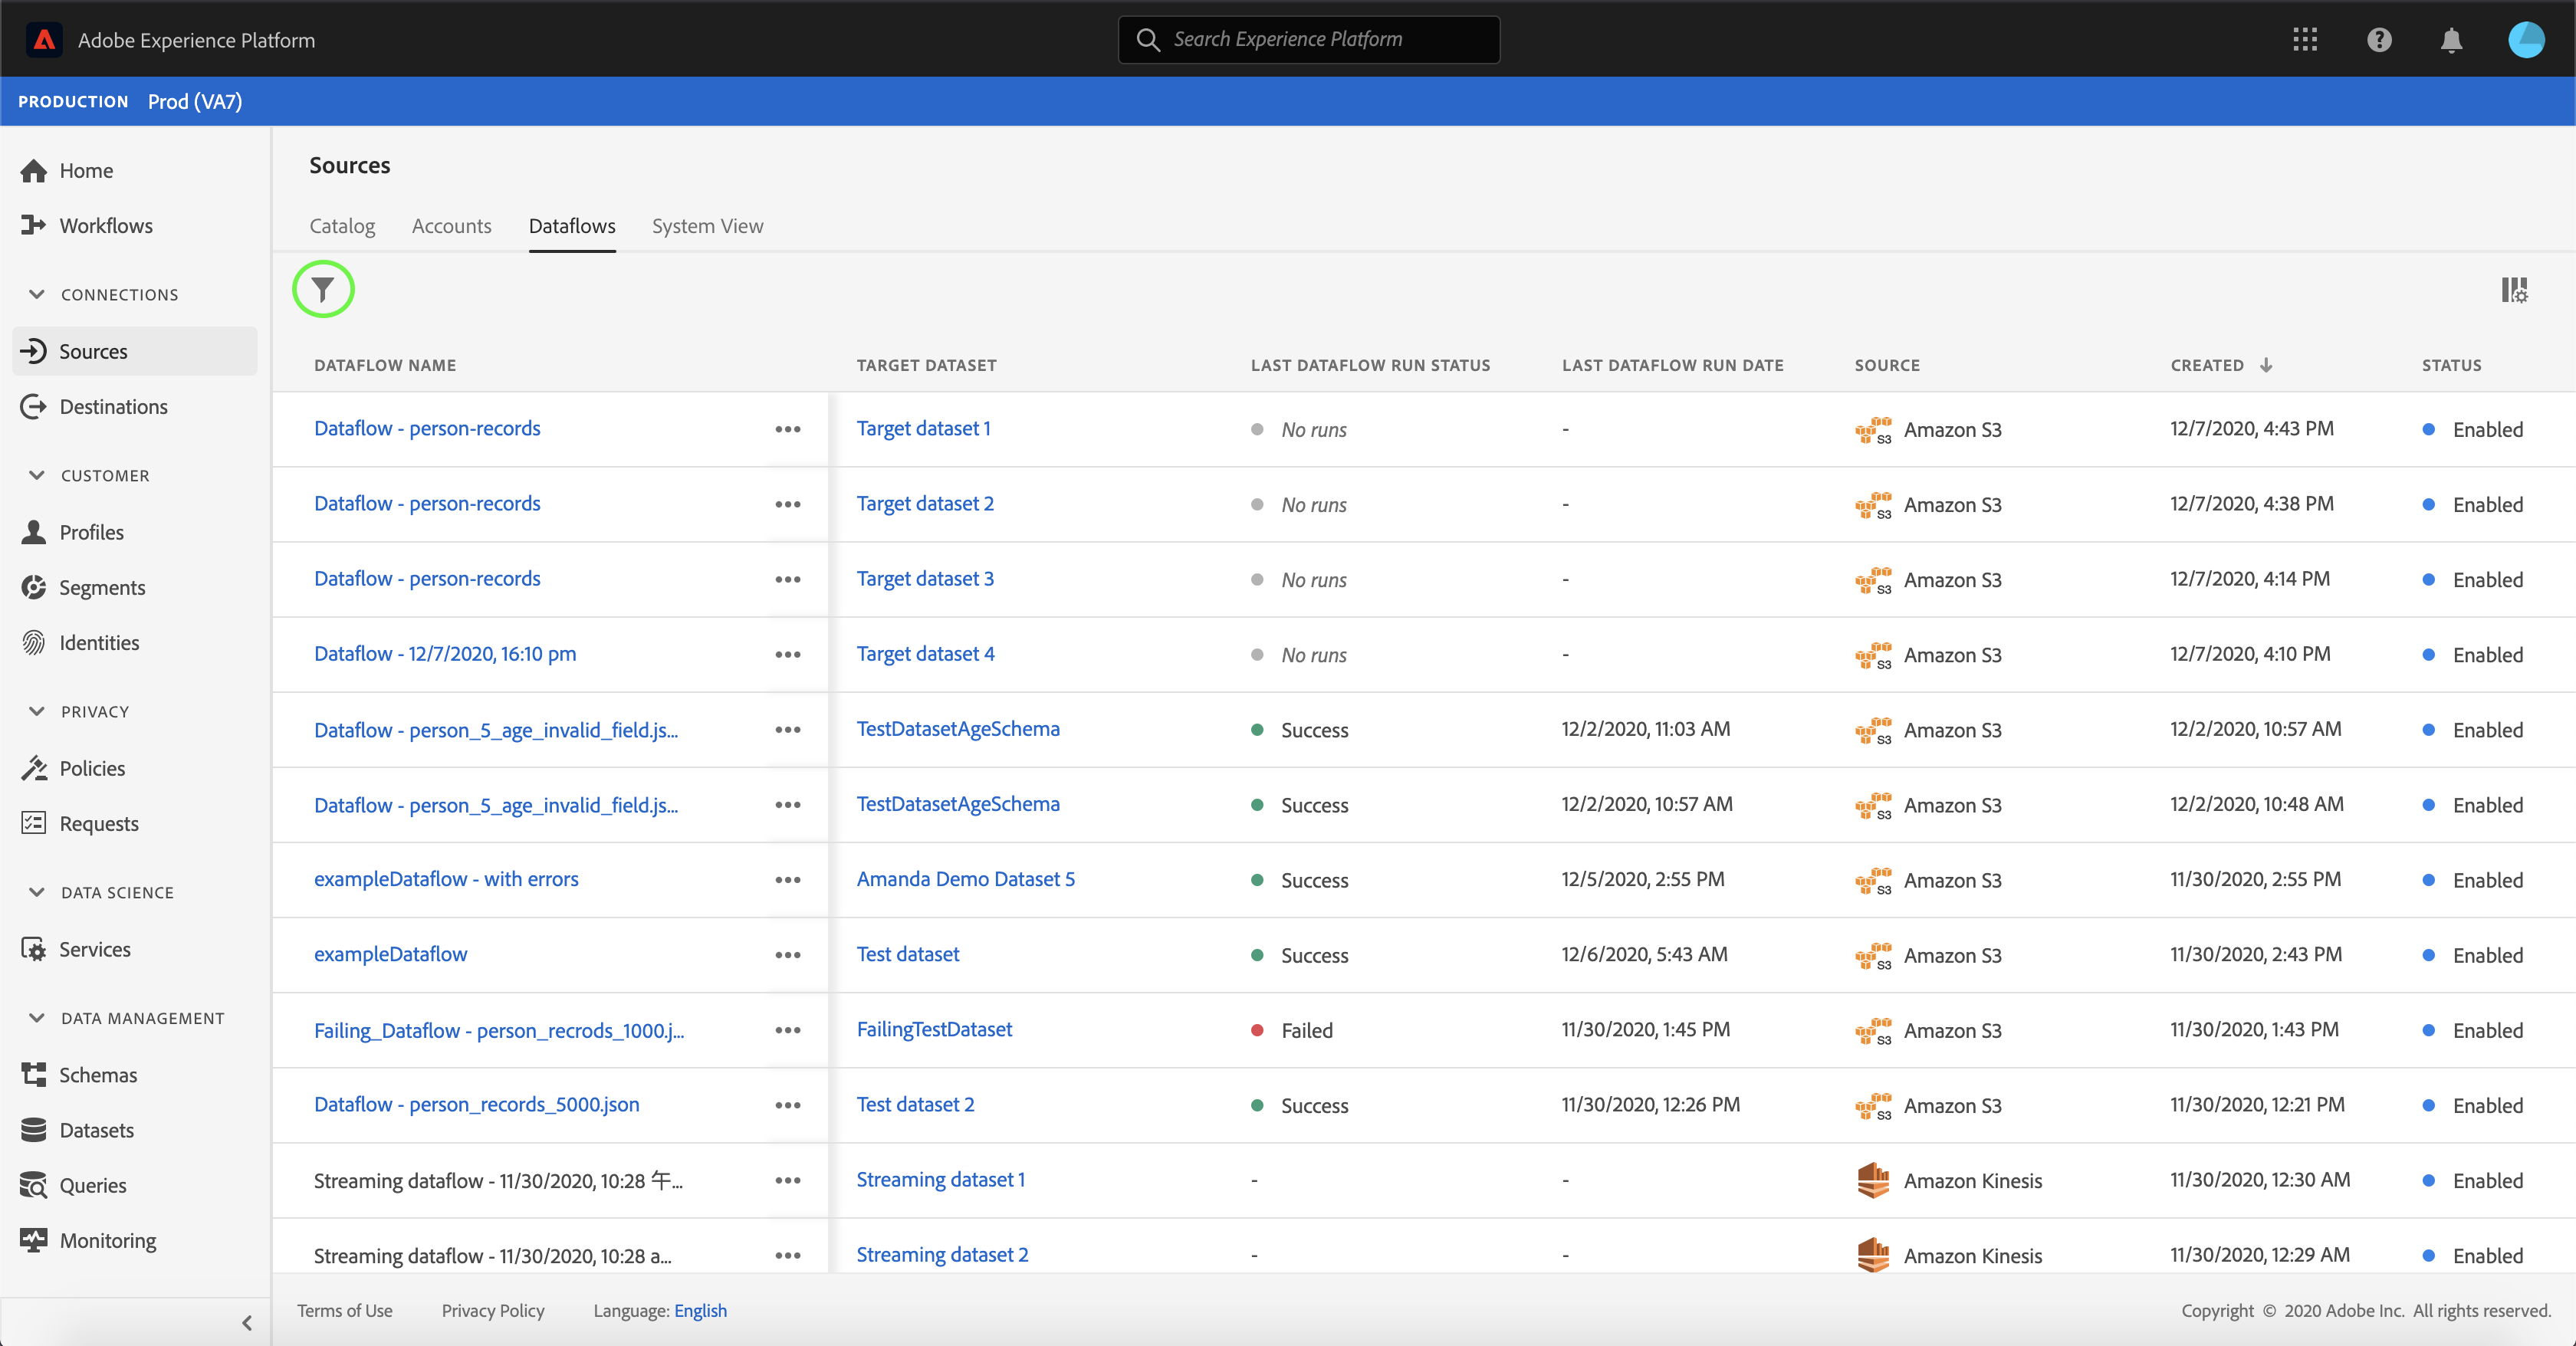 Adobe Experience Platform
Search Experience Platform
PRODUCTION Prod (VA7)
Home
Workflows
CONNECTIONS
Sources
Destinations
CUSTOMER
Profiles
Segments
Identities
PRIVACY
Policies
Requests
DATA SCIENCE
Services
DATA MANAGEMENT
Schemas
Datasets
Queries
Monitoring
Sources
Catalog Accounts Dataflows System View
DATAFLOW NAME TARGET DATASET LAST DATAFLOW RUN STATUS LAST DATAFLOW RUN DATE SOURCE CREATED STATUS
Dataflow - person-records Target dataset 1 No runs - S3 Amazon S3 12/7/2020, 4:43 PM Enabled
Dataflow - person-records Target dataset 2 No runs - S3 Amazon S3 12/7/2020, 4:38 PM Enabled
Dataflow - person-records Target dataset 3 No runs - S3 Amazon S3 12/7/2020, 4:14 PM Enabled
Dataflow - 12/7/2020, 16:10 pm Target dataset 4 No runs - S3 Amazon S3 12/7/2020, 4:10 PM Enabled
Dataflow - person_5_age_invalid_field.js... TestDatasetAgeSchema Success 12/2/2020, 11:03 AM S3 Amazon S3 12/2/2020, 10:57 AM Enabled
Dataflow - person_5_age_invalid_field.js... TestDatasetAgeSchema Success 12/2/2020, 10:57 AM S3 Amazon S3 12/2/2020, 10:48 AM Enabled
exampleDataflow - with errors Amanda Demo Dataset 5 Success 12/5/2020, 2:55 PM S3 Amazon S3 11/30/2020, 2:55 PM Enabled
exampleDataflow Test dataset Success 12/6/2020, 5:43 AM S3 Amazon S3 11/30/2020, 2:43 PM Enabled
Failing_Dataflow - person_recrods_1000.j... FailingTestDataset Failed 11/30/2020, 1:45 PM S3 Amazon S3 11/30/2020, 1:43 PM Enabled
Dataflow - person_records_5000.json Test dataset 2 Success 11/30/2020, 12:26 PM S3 Amazon S3 11/30/2020, 12:21 PM Enabled
Streaming dataflow - 11/30/2020, 10:28 午... Streaming dataset 1 - - Amazon Kinesis 11/30/2020, 12:30 AM Enabled
Streaming dataflow - 11/30/2020, 10:28 a... Streaming dataset 2 - - Amazon Kinesis 11/30/2020, 12:29 AM Enabled
Terms of Use Privacy Policy Language: English Copyright © 2020 Adobe Inc. All rights reserved.